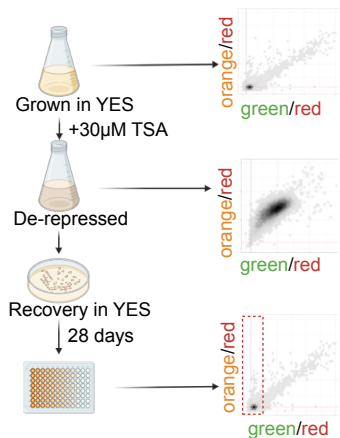 orange/red
Grown in YES
green/red
+30μM TSA
orange/red
De-repressed
green/red
Recovery in YES
28 days
orange/red
green/red